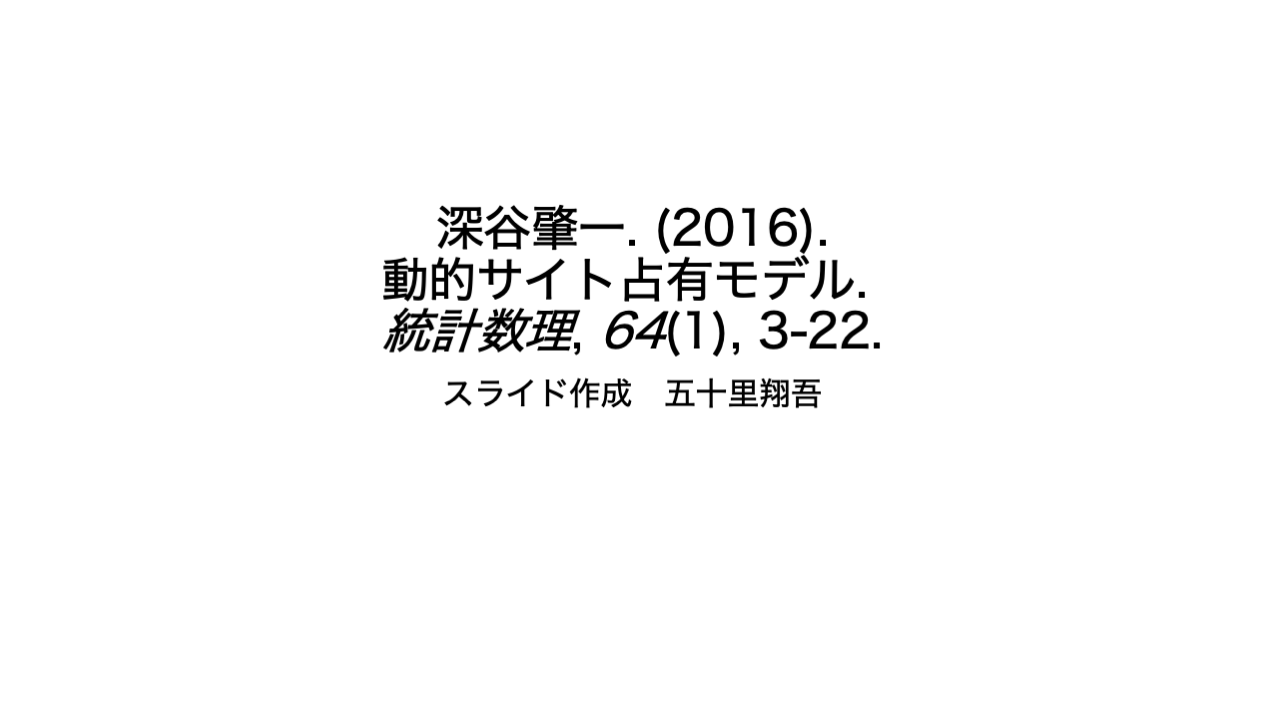 深谷肇一. (2016).
動的サイト占有モデル.
統計数理, 64(1), 3-22.
スライド作成　五十里翔吾